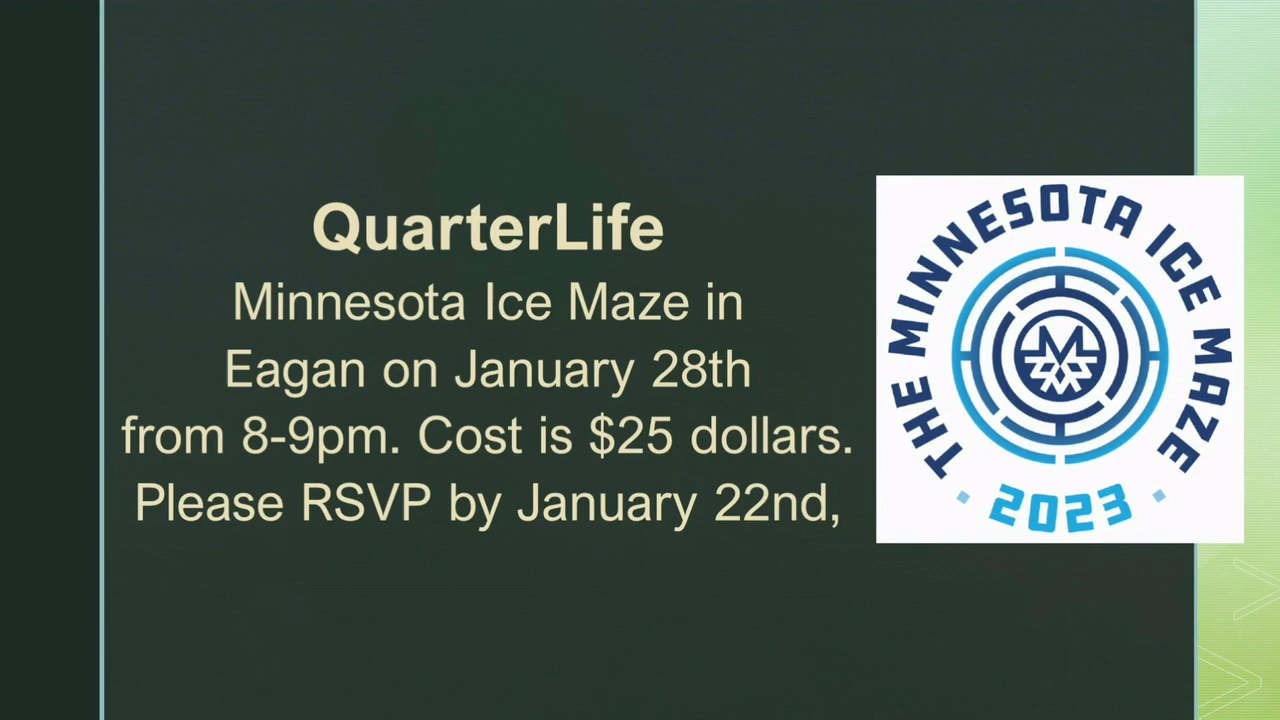 QuarterLife
Minnesota Ice Maze in
Eagan on January 28th
from 8-9pm. Cost is $25 dollars.
Please RSVP by January 22nd,
THE MINNESOTA ICE MAZE
2023